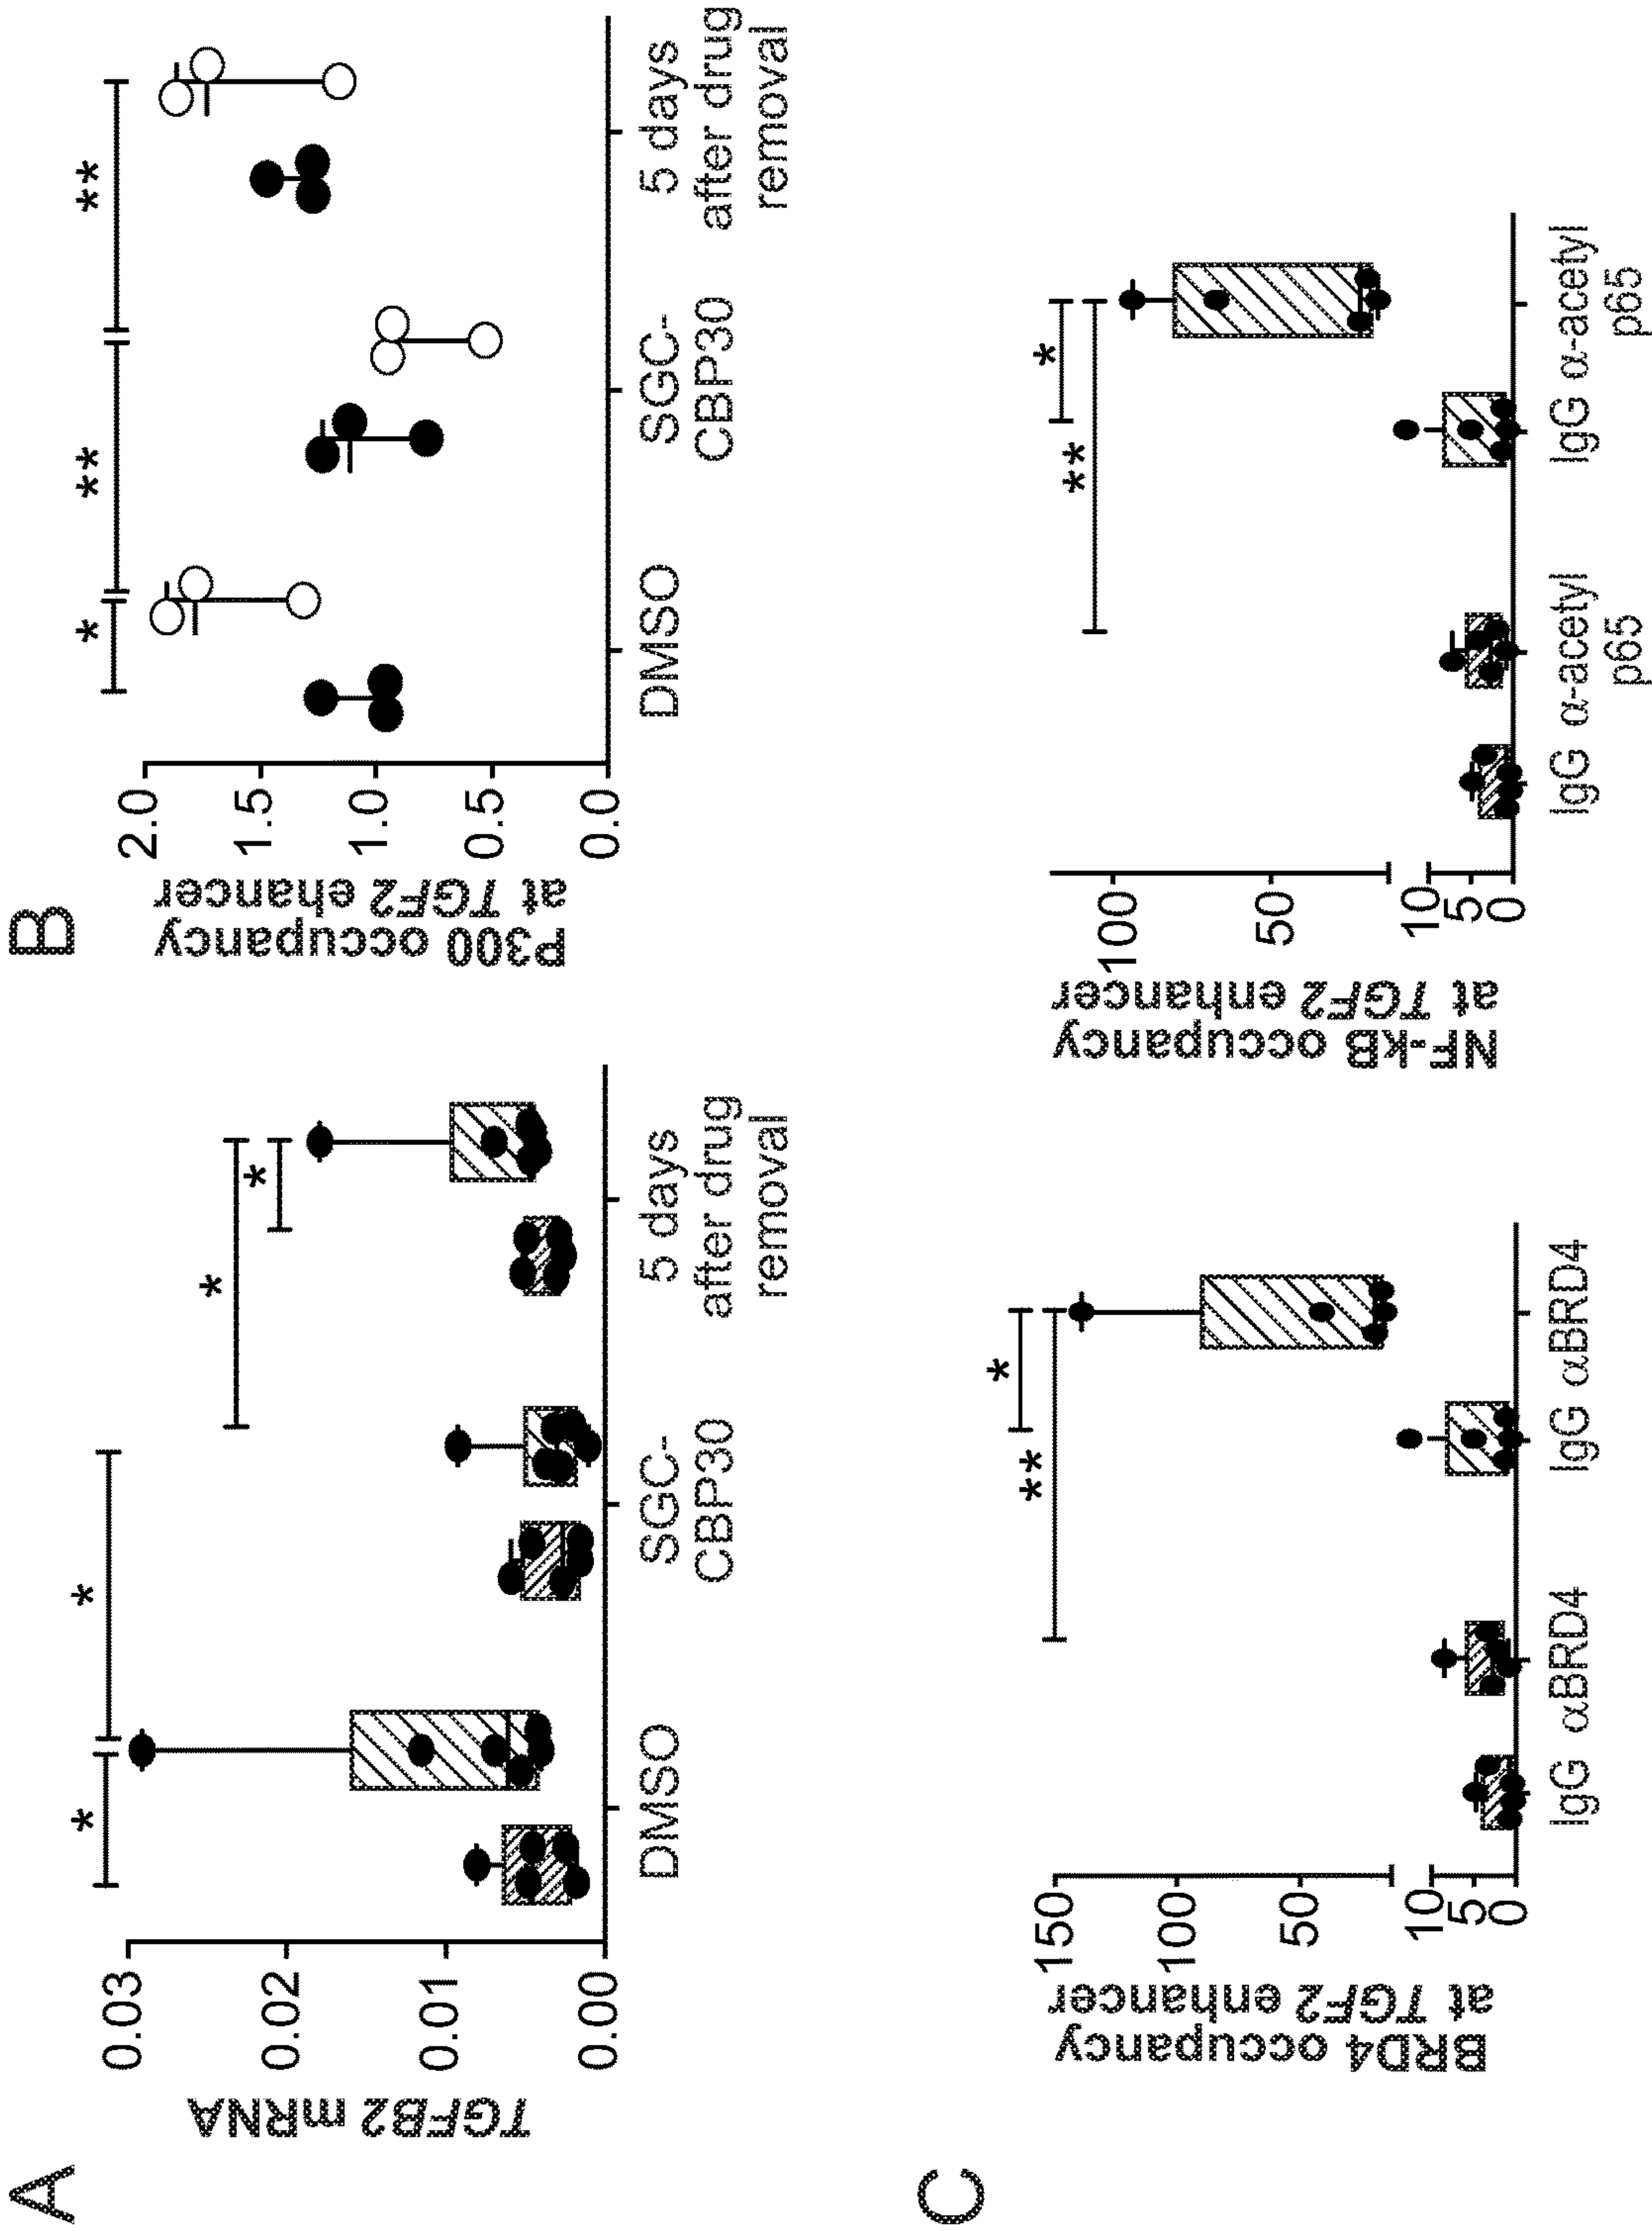 A
TGFB2 mRNA
0.03
0.02
0.01
0.00
*
*
*
*
DMSO
SGC-
CBP30
5 days
after drug
removal
B
P300 occupancy
at TGF2 ehancer
2.0
1.5
1.0
0.5
0.0
*
**
**
DMSO
SGC-
CBP30
5 days
after drug
removal
C
BRD4 occupancy
at TGF2 enhancer
150
100
50
10
5
0
*
**
IgG αBRD4
IgG αBRD4
NF-kB occupancy
at TGF2 enhancer
100
50
10
5
0
*
**
IgG α-acetyl
p65
IgG α-acetyl
p65